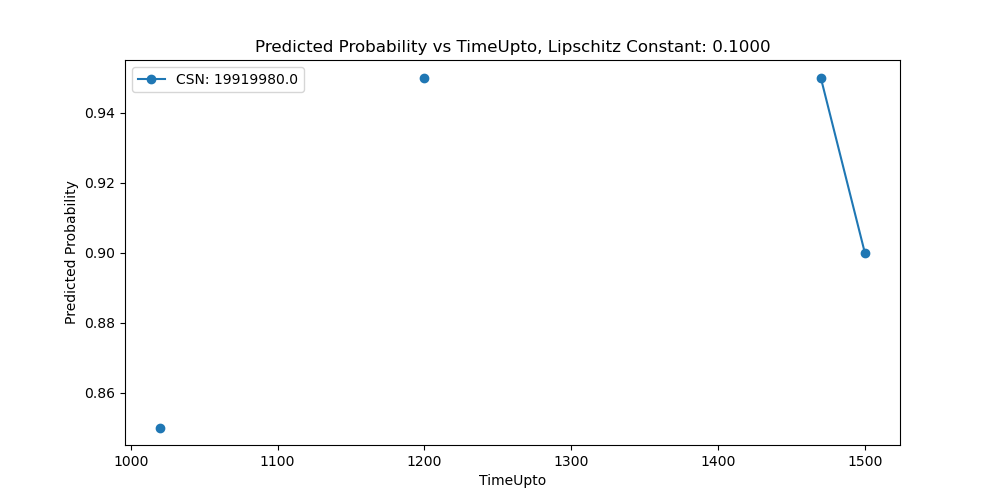 Predicted Probability vs TimeUpto, Lipschitz Constant: 0.1000
CSN: 19919980.0
Predicted Probability
0.94
0.92
0.90
0.88
0.86
1000 1100 1200 1300 1400 1500
TimeUpto